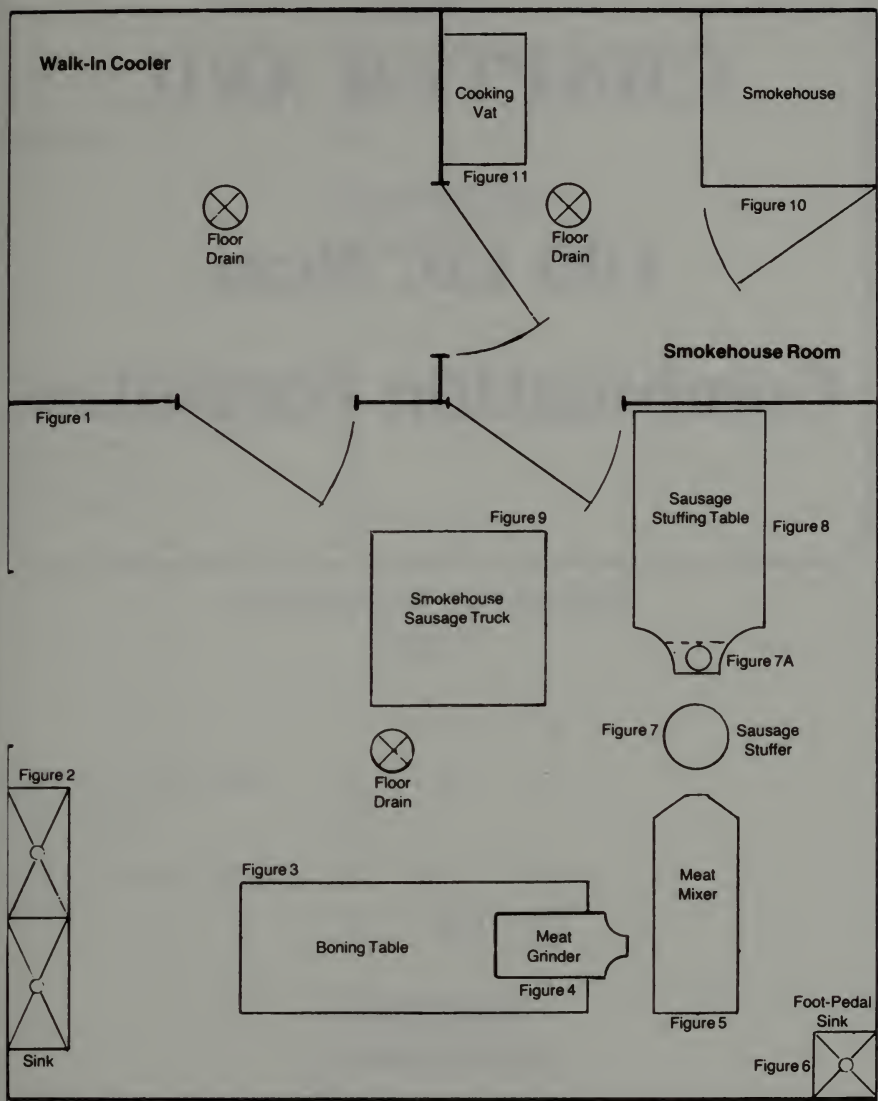 Walk-In Cooler
Cooking
Vat
Smokehouse
Figure 11
Figure 10
Floor
Drain
Floor
Drain
Smokehouse Room
Figure 1
Figure 9
Sausage
Stuffing Table
Figure 8
Smokehouse
Sausage Truck
Figure 7A
Figure 7
Sausage
Stuffer
Floor
Drain
Figure 2
Figure 3
Meat
Mixer
Boning Table
Meat
Grinder
Figure 4
Figure 5
Foot-Pedal
Sink
Figure 6
Sink